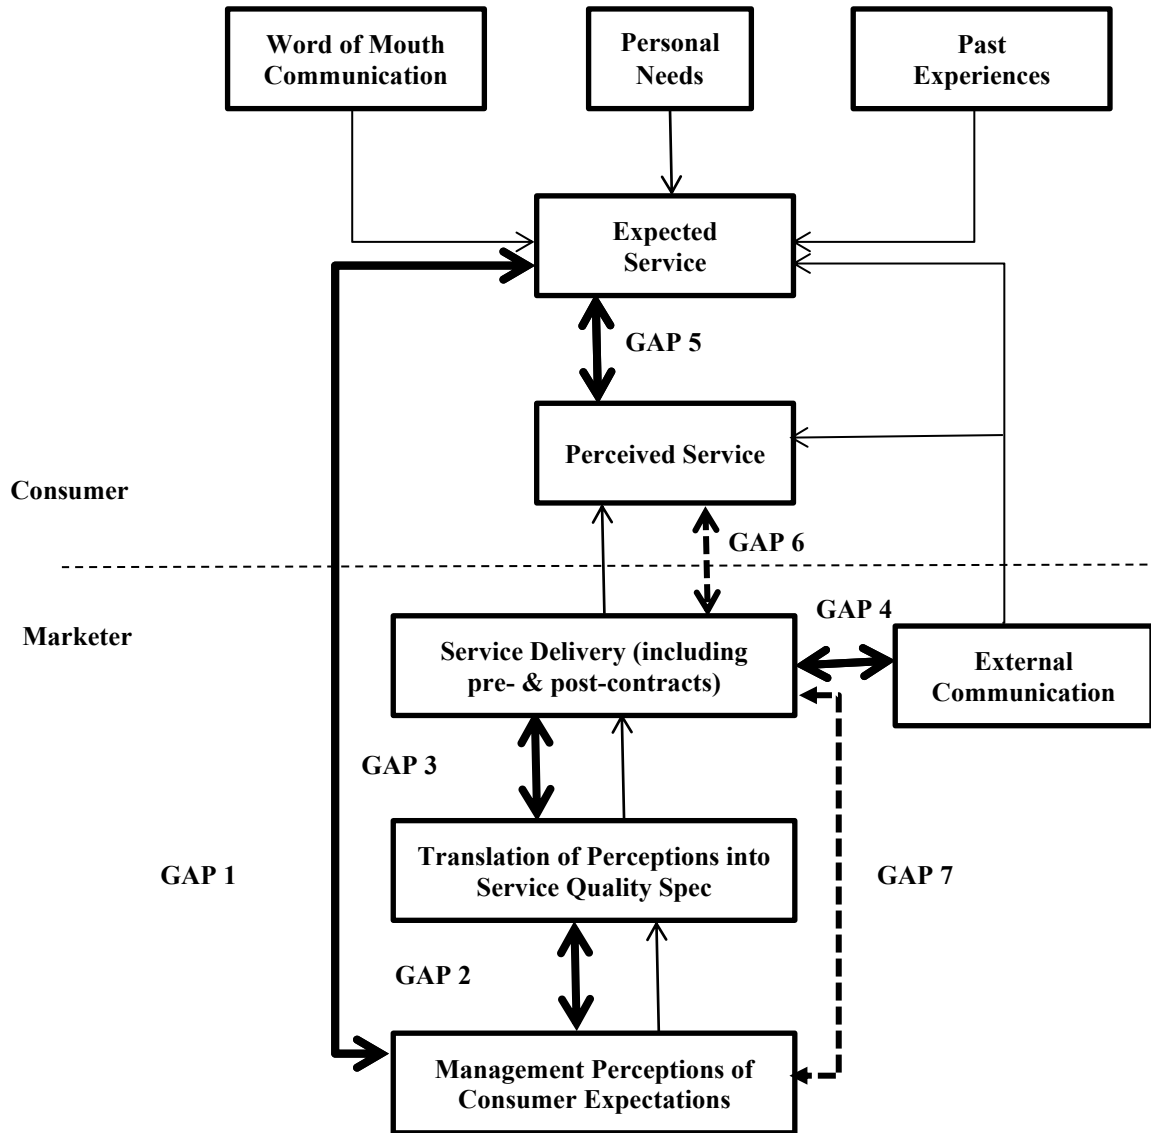 Word of Mouth
Communication
Personal
Needs
Past
Experiences
Expected
Service
GAP 5
Perceived Service
Consumer
GAP 6
Marketer
GAP 4
Service Delivery (including
pre- & post-contracts)
External
Communication
GAP 3
Translation of Perceptions into
Service Quality Spec
GAP 1
GAP 7
GAP 2
Management Perceptions of
Consumer Expectations